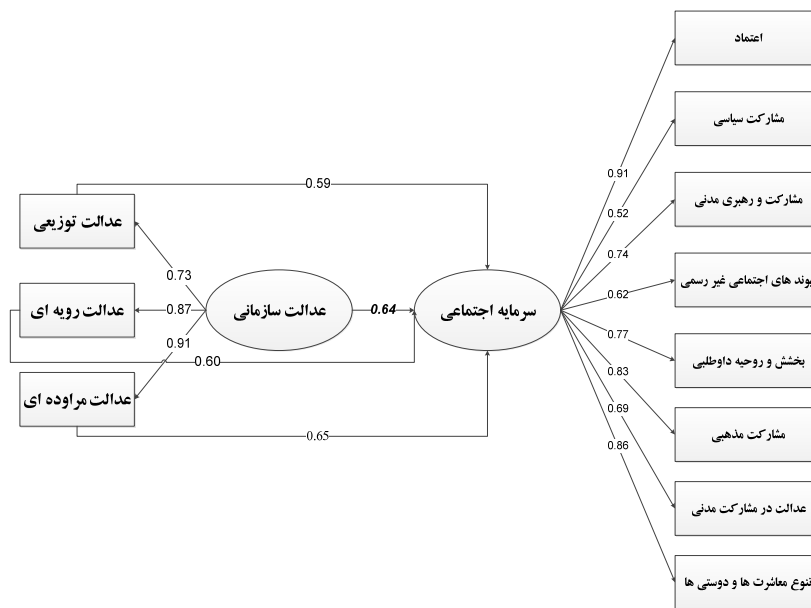 اعتماد
مشارکت سیاسی
مشارکت و رهبری مدنی
های اجتماعی غیر رسمی
بخشش و روحیه داوطلبی
مشارکت مذهبی
عدالت در مشارکت مدنی
تنوع معاشرت ها و دوستی ها
0.91
0.52
0.74
0.62
0.77
0.83
0.69
0.86
سرمایه اجتماعی
0.64
عدالت سازمانی
0.59
0.73
0.87
0.91
0.60
0.65
عدالت توزیعی
عدالت رویه ای
عدالت مراوده ای